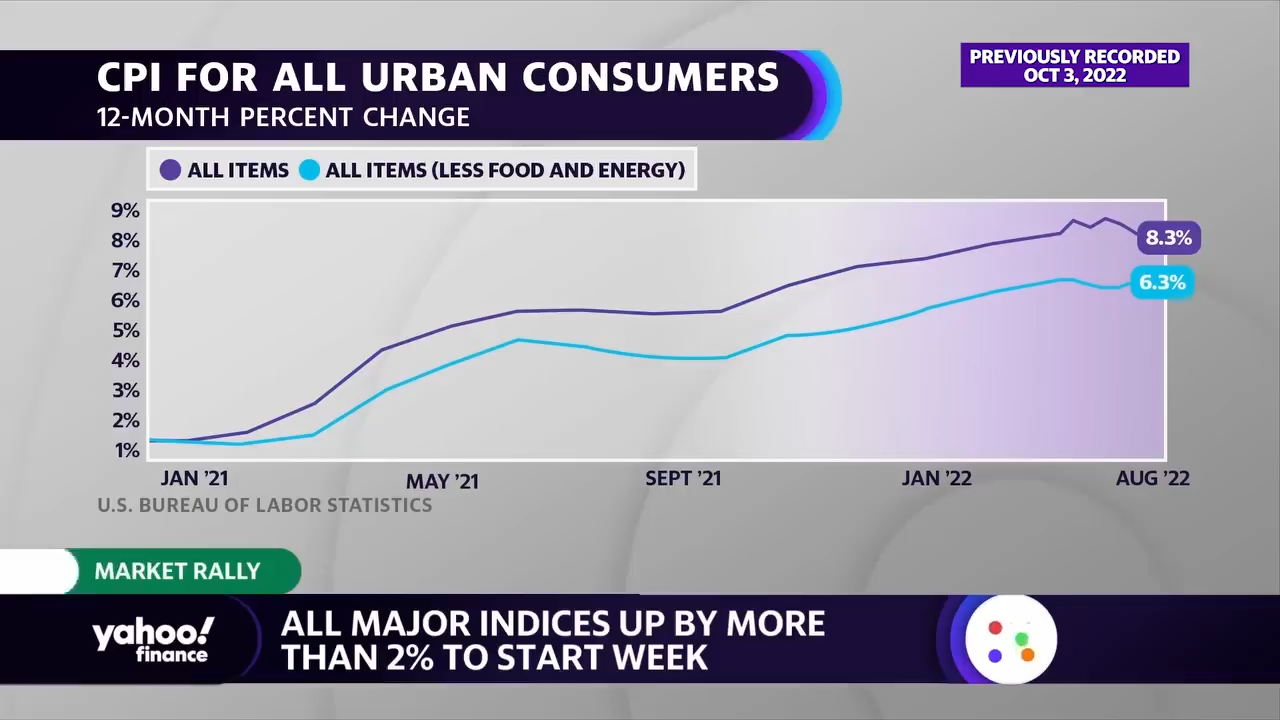 CPI FOR ALL URBAN CONSUMERS
12-MONTH PERCENT CHANGE
PREVIOUSLY RECORDED
OCT 3, 2022
ALL ITEMS ALL ITEMS (LESS FOOD AND ENERGY)
9%
8%
7%
6%
5%
4%
3%
2%
1%
8.3%
6.3%
JAN ’21 MAY ’21 SEPT ’21 JAN ’22 AUG ’22
U.S. BUREAU OF LABOR STATISTICS
MARKET RALLY
yahoo!
finance
ALL MAJOR INDICES UP BY MORE
THAN 2% TO START WEEK